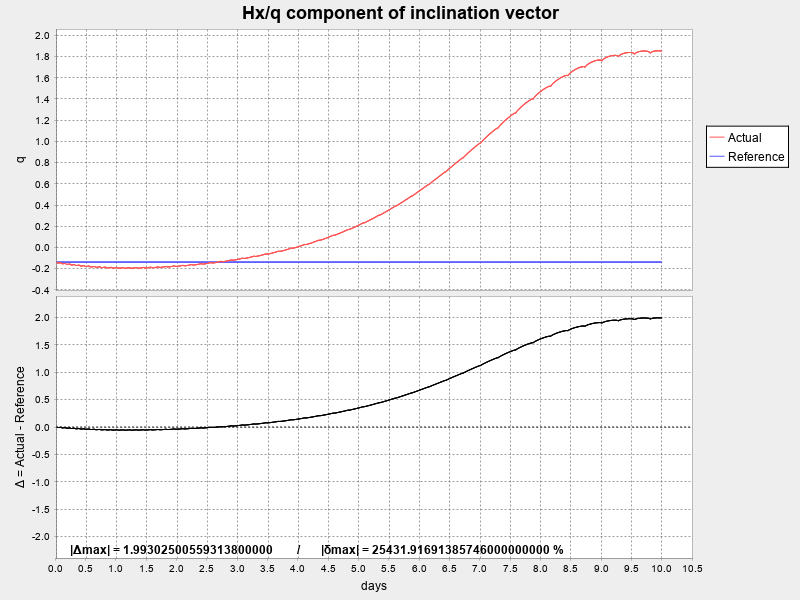 Hx/q component of inclination vector
2.0
1.8
1.6
1.4
1.2
1.0
0.8
0.6
0.4
0.2
0.0
-0.2
-0.4
q
Actual
Reference
2.0
1.5
1.0
0.5
0.0
-0.5
-1.0
-1.5
-2.0
Δ = Actual - Reference
|Δmax| = 1.99302500559313800000 / |δmax| = 25431.91691385746000000000 %
0.0 0.5 1.0 1.5 2.0 2.5 3.0 3.5 4.0 4.5 5.0 5.5 6.0 6.5 7.0 7.5 8.0 8.5 9.0 9.5 10.0 10.5
days